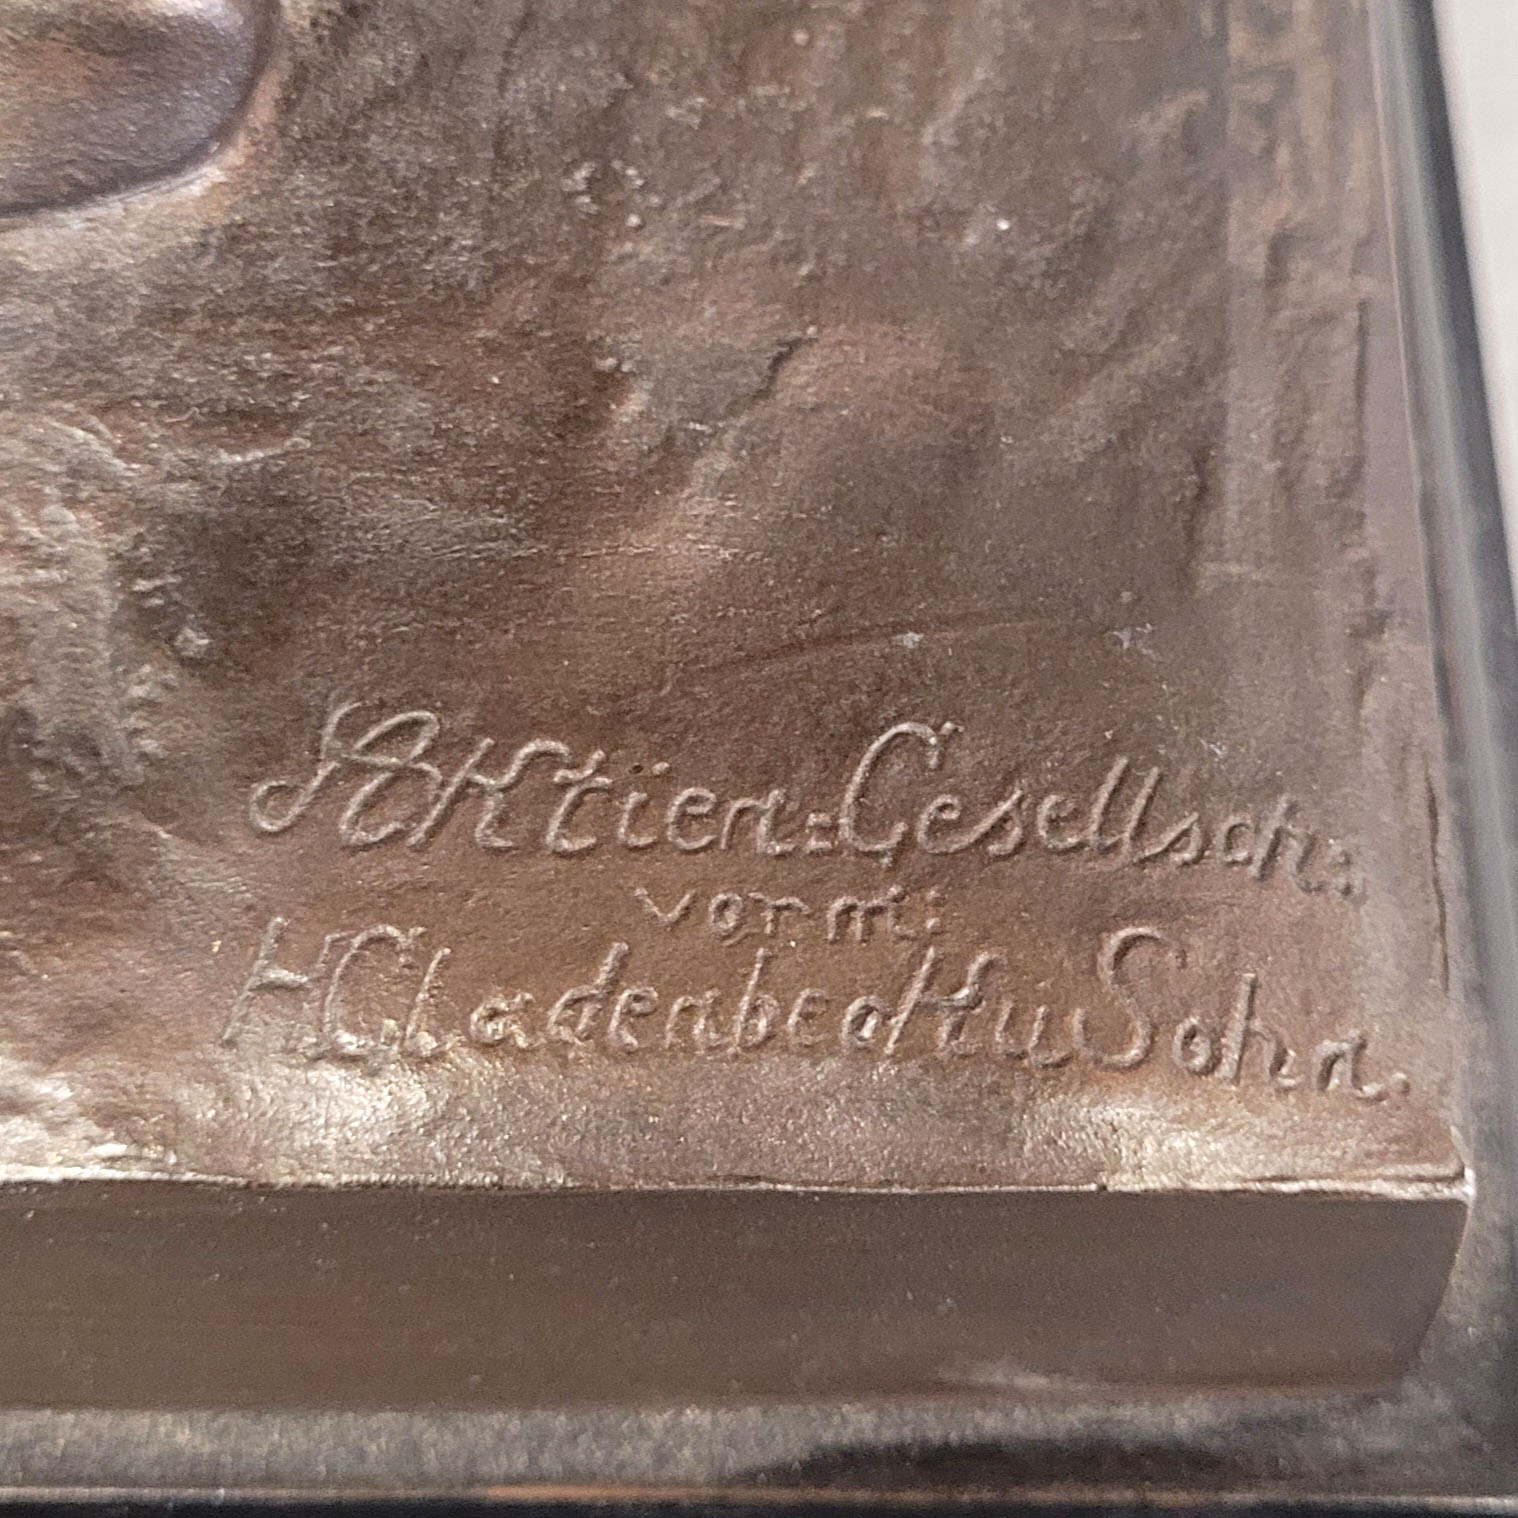 Aktien=Gesellsch:
vorm:
H Gladenbeck u Sohn.